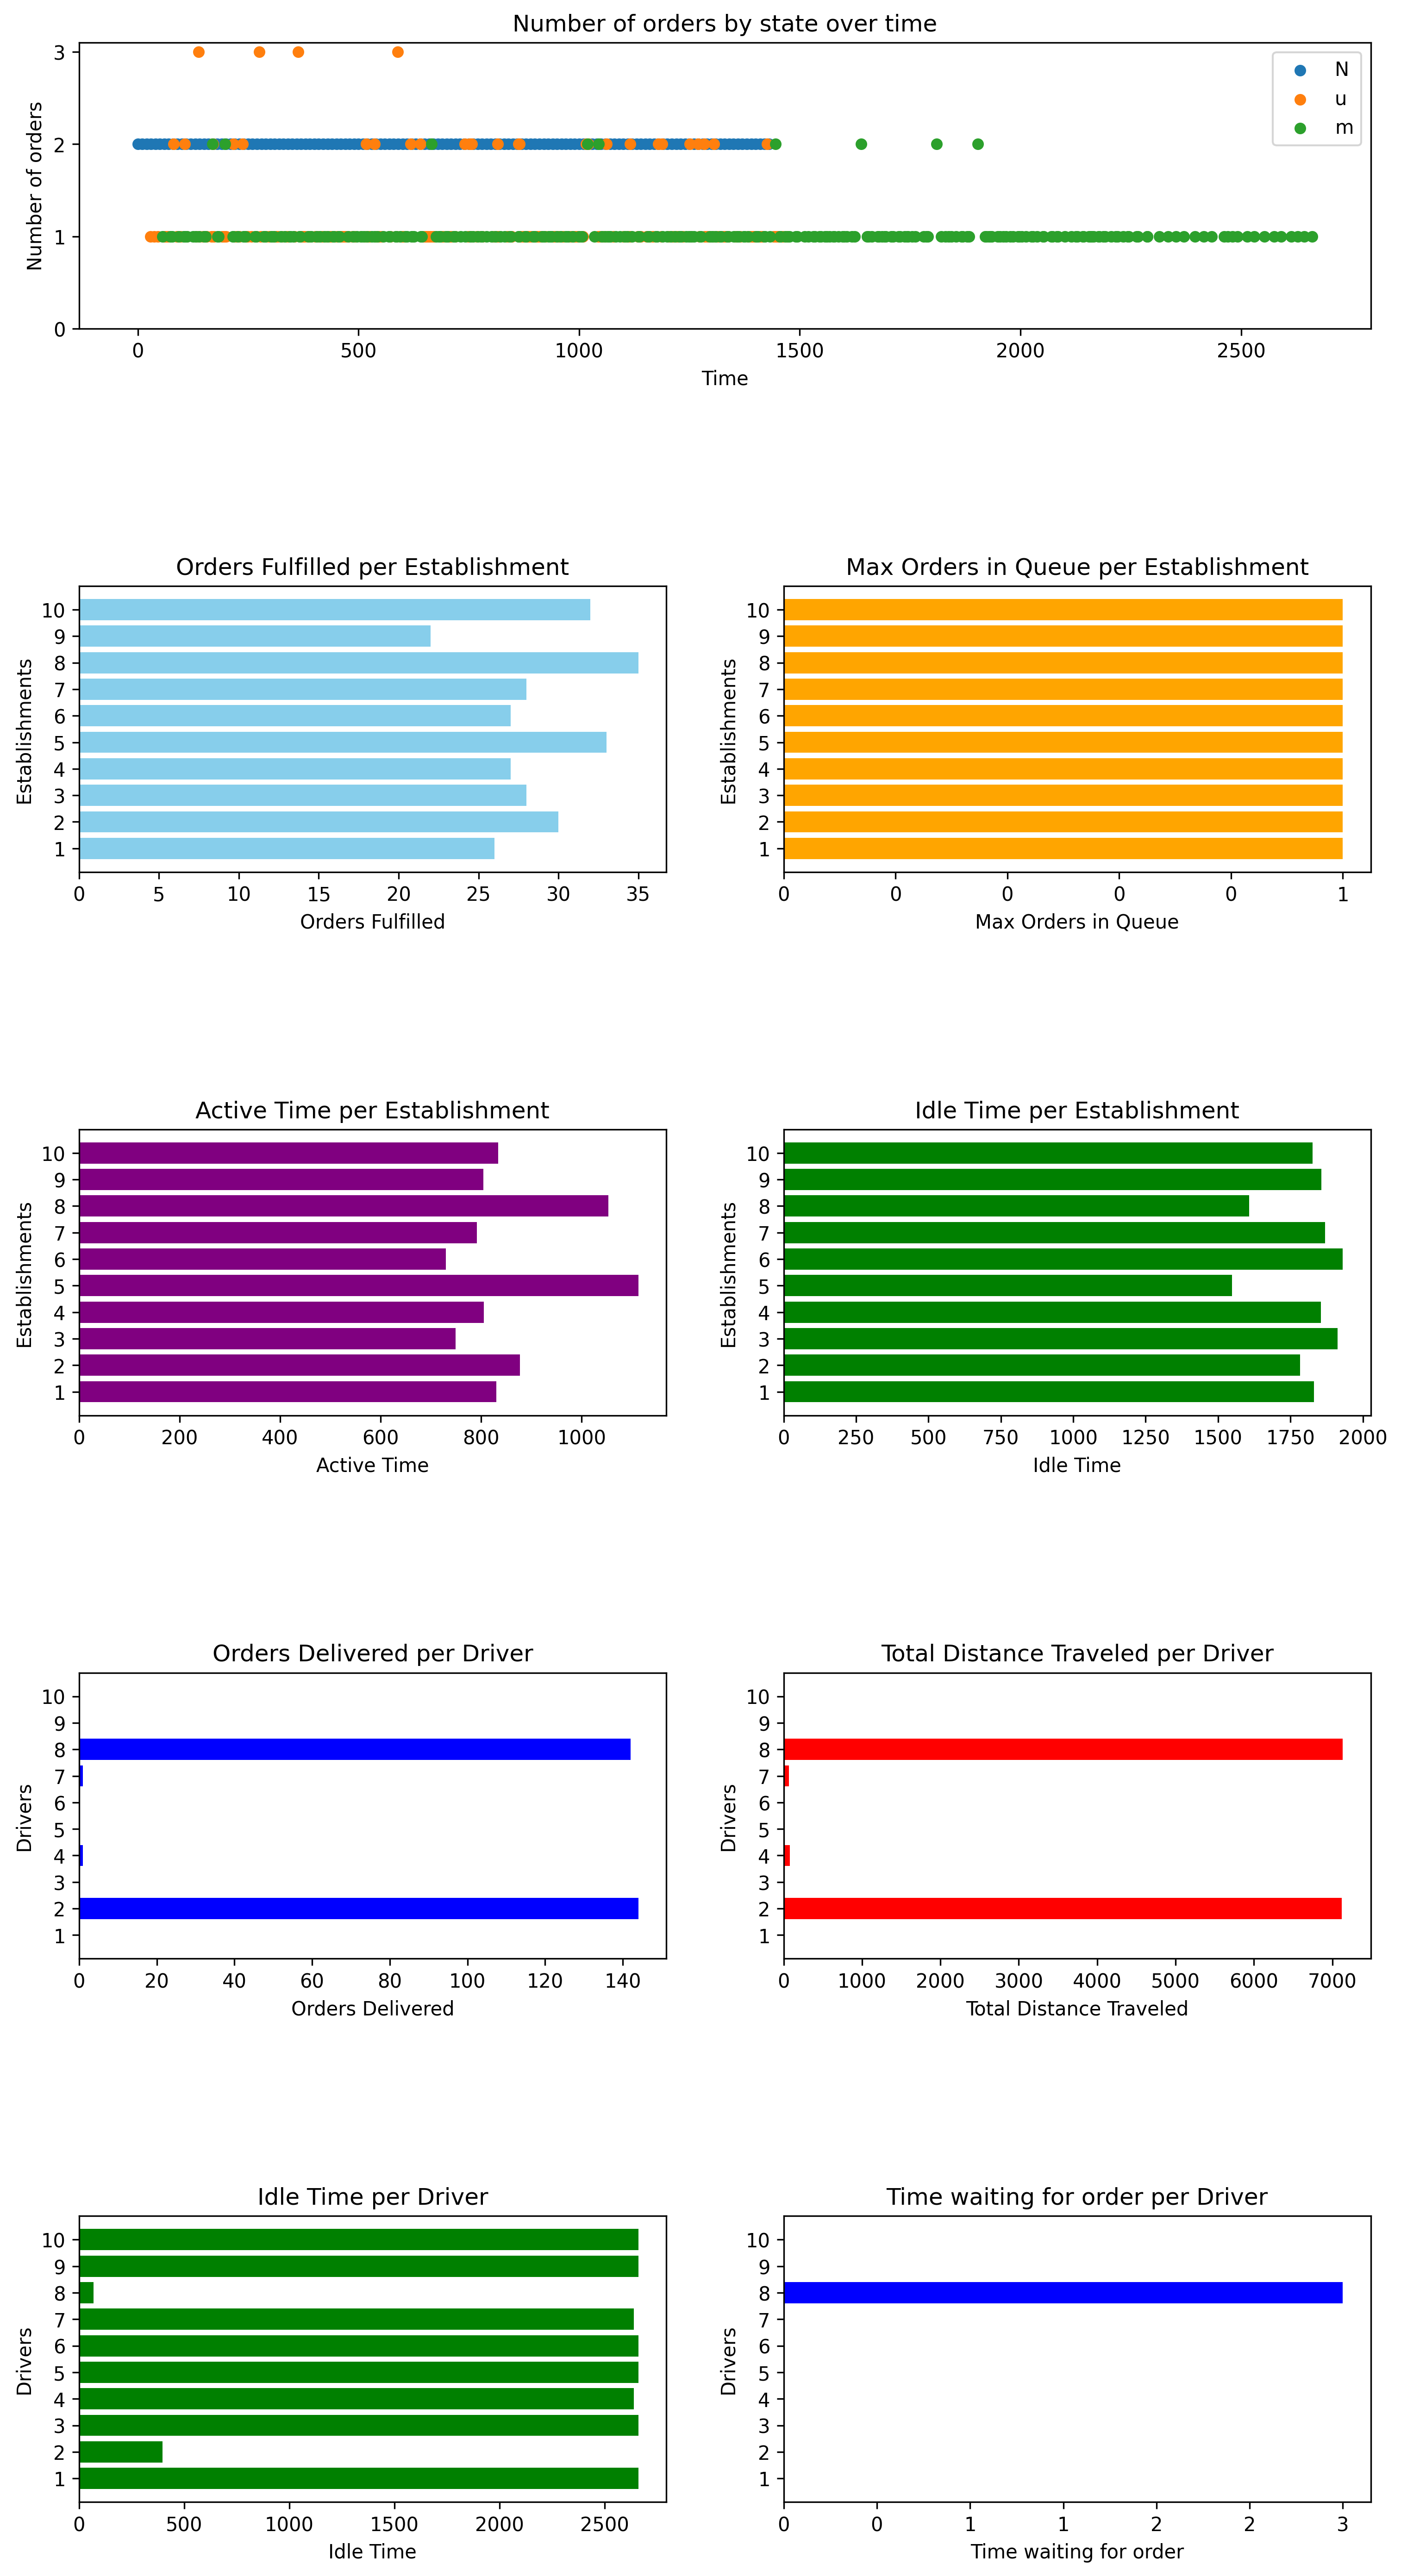 Number of orders by state over time
Number of orders
3
2
1
0
N
u
m
0 500 1000 1500 2000 2500
Time
Orders Fulfilled per Establishment
Establishments
10
9
8
7
6
5
4
3
2
1
0 5 10 15 20 25 30 35
Orders Fulfilled
Max Orders in Queue per Establishment
Establishments
10
9
8
7
6
5
4
3
2
1
0 0 0 0 0 1
Max Orders in Queue
Active Time per Establishment
Establishments
10
9
8
7
6
5
4
3
2
1
0 200 400 600 800 1000
Active Time
Idle Time per Establishment
Establishments
10
9
8
7
6
5
4
3
2
1
0 250 500 750 1000 1250 1500 1750 2000
Idle Time
Orders Delivered per Driver
Drivers
10
9
8
7
6
5
4
3
2
1
0 20 40 60 80 100 120 140
Orders Delivered
Total Distance Traveled per Driver
Drivers
10
9
8
7
6
5
4
3
2
1
0 1000 2000 3000 4000 5000 6000 7000
Total Distance Traveled
Idle Time per Driver
Drivers
10
9
8
7
6
5
4
3
2
1
0 500 1000 1500 2000 2500
Idle Time
Time waiting for order per Driver
Drivers
10
9
8
7
6
5
4
3
2
1
0 0 1 1 2 2 3
Time waiting for order